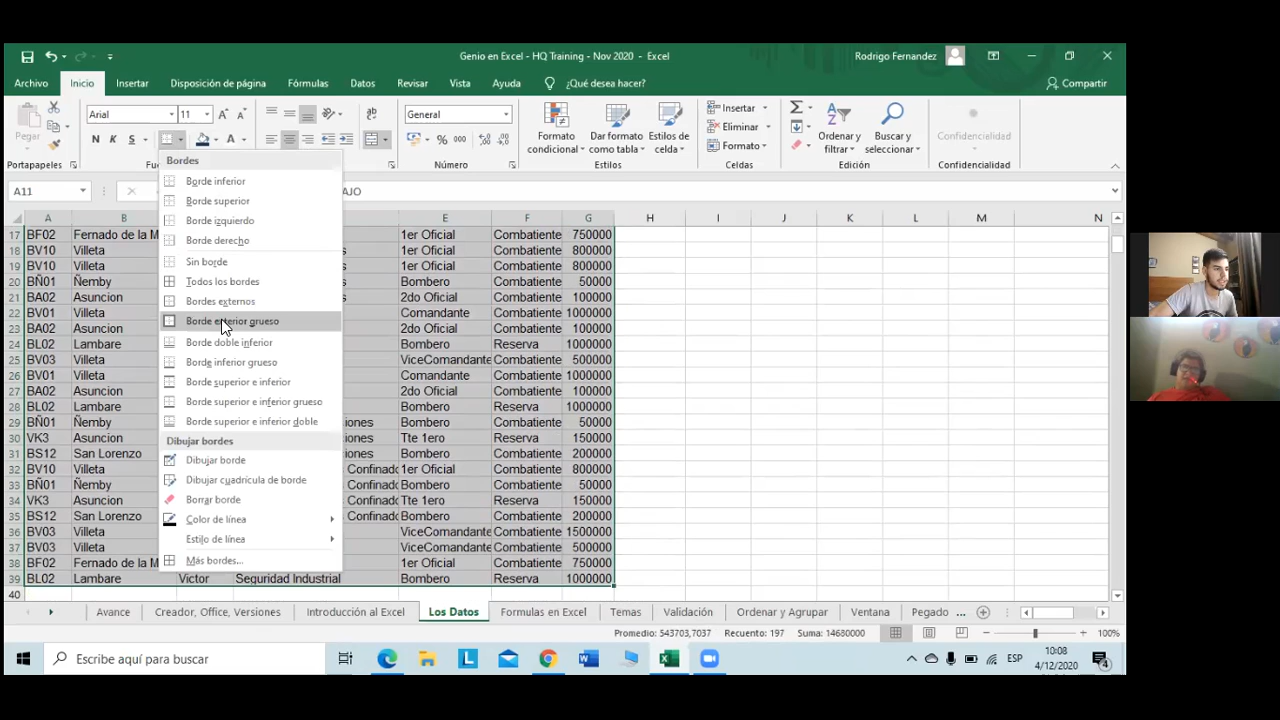 Genio en Excel - HQ Training - Nov 2020 - Excel
Rodrigo Fernandez
Archivo Inicio Insertar Disposición de página Fórmulas Datos Revisar Vista Ayuda ¿Qué desea hacer? Compartir
Pegar
Arial 11
N K S
General
% 000
Formato condicional
Dar formato como tabla
Estilos de celda
Insertar
Eliminar
Formato
Ordenar y filtrar
Buscar y seleccionar
Confidencialidad
Portapapeles Fue Número Estilos Celdas Edición Confidencialidad
A11 AJO
Bordes
Borde inferior
Borde superior
Borde izquierdo
Borde derecho
Sin borde
Todos los bordes
Bordes externos
Borde exterior grueso
Borde doble inferior
Borde inferior grueso
Borde superior e inferior
Borde superior e inferior grueso
Borde superior e inferior doble
Dibujar bordes
Dibujar borde
Dibujar cuadrícula de borde
Borrar borde
Color de línea
Estilo de línea
Más bordes...
A B E F G H I J K L M N
17 BF02 Fernado de la M 1er Oficial Combatiente 750000
18 BV10 Villeta s 1er Oficial Combatiente 800000
19 BV10 Villeta s 1er Oficial Combatiente 800000
20 BÑ01 Ñemby s Bombero Combatiente 50000
21 BA02 Asuncion 2do Oficial Combatiente 100000
22 BV01 Villeta Comandante Combatiente 1000000
23 BA02 Asuncion 2do Oficial Combatiente 100000
24 BL02 Lambare Bombero Reserva 1000000
25 BV03 Villeta ViceComandante Combatiente 500000
26 BV01 Villeta Comandante Combatiente 1000000
27 BA02 Asuncion 2do Oficial Combatiente 100000
28 BL02 Lambare Bombero Reserva 1000000
29 BÑ01 Ñemby iones Bombero Combatiente 50000
30 VK3 Asuncion ciones Tte 1ero Reserva 150000
31 BS12 San Lorenzo ciones Bombero Combatiente 200000
32 BV10 Villeta Confinado 1er Oficial Combatiente 800000
33 BÑ01 Ñemby Confinado Bombero Combatiente 50000
34 VK3 Asuncion Confinado Tte 1ero Reserva 150000
35 BS12 San Lorenzo Confinado Bombero Combatiente 200000
36 BV03 Villeta ViceComandante Combatiente 1500000
37 BV03 Villeta ViceComandante Combatiente 500000
38 BF02 Fernado de la M 1er Oficial Combatiente 750000
39 BL02 Lambare Victor Seguridad Industrial Bombero Reserva 1000000
40
Avance Creador, Office, Versiones Introducción al Excel Los Datos Formulas en Excel Temas Validación Ordenar y Agrupar Ventana Pegado ...
Promedio: 543703,7037 Recuento: 197 Suma: 14680000 100%
Escribe aquí para buscar
ESP
10:08
4/12/2020
4